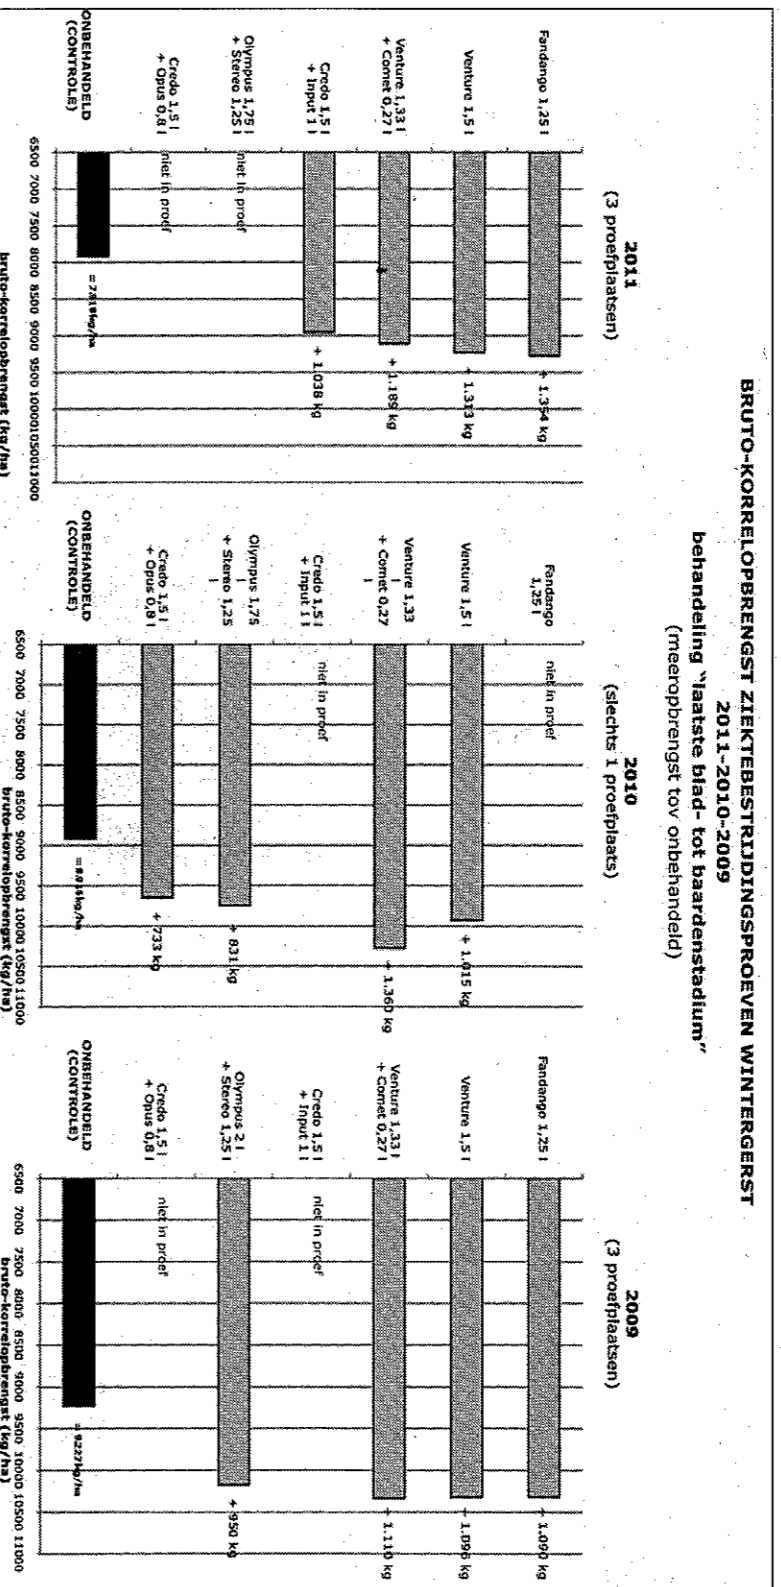 BRUTO-KORRELOPBRENGST ZIEKTEBESTRIJDINGSPROEVEN WINTERGERST
2011-2010-2009
behandeling "laatste blad- tot baardenstadium"
(meeropbrengst tov onbehandeld)
2011
(3 proefplaatsen)
Fandango 1,25 l
+ 1.354 kg
Venture 1,5 l
+ 1.313 kg
Venture 1,33 l
+ Comet 0,27 l
+ 1.189 kg
Credo 1,5 l
+ Input 1 l
+ 1.038 kg
Olympus 1,75 l
+ Stereo 1,25 l
niet in proef
Credo 1,5 l
+ Opus 0,8 l
niet in proef
ONBEHANDELD
(CONTROLE)
6500 7000 7500 8000 8500 9000 9500 10000 10500 11000
bruto-korrelopbrengst (kg/ha)
2010
(slechts 1 proefplaats)
Fandango
1,25 l
niet in proef
Venture 1,5 l
+ 1.015 kg
Venture 1,33
l
+ Comet 0,27
l
+ 1.360 kg
Credo 1,5 l
+ Input 1 l
niet in proef
Olympus 1,75
l
+ Stereo 1,25
l
+ 831 kg
Credo 1,5 l
+ Opus 0,8 l
+ 733 kg
ONBEHANDELD
(CONTROLE)
6500 7000 7500 8000 8500 9000 9500 10000 10500 11000
bruto-korrelopbrengst (kg/ha)
2009
(3 proefplaatsen)
Fandango 1,25 l
+ 1.090 kg
Venture 1,5 l
+ 1.096 kg
Venture 1,33 l
+ Comet 0,27 l
+ 1.110 kg
Credo 1,5 l
+ Input 1 l
niet in proef
Olympus 2 l
+ Stereo 1,25 l
+ 950 kg
Credo 1,5 l
+ Opus 0,8 l
niet in proef
ONBEHANDELD
(CONTROLE)
= 9227kg/ha
6500 7000 7500 8000 8500 9000 9500 10000 10500 11000
bruto-korrelopbrengst (kg/ha)